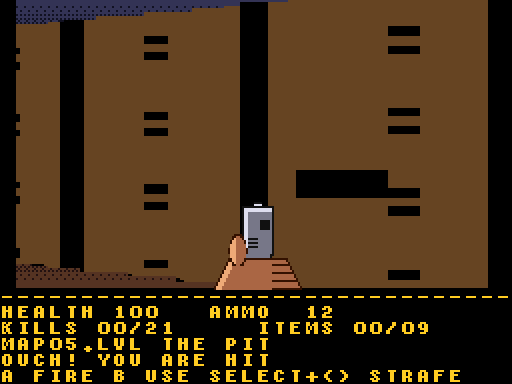 HEALTH 100 AMMO 12
KILLS 00/21 ITEMS 00/09
MAP05.LVL THE PIT
OUCH! YOU ARE HIT
A FIRE B USE SELECT+<> STRAFE